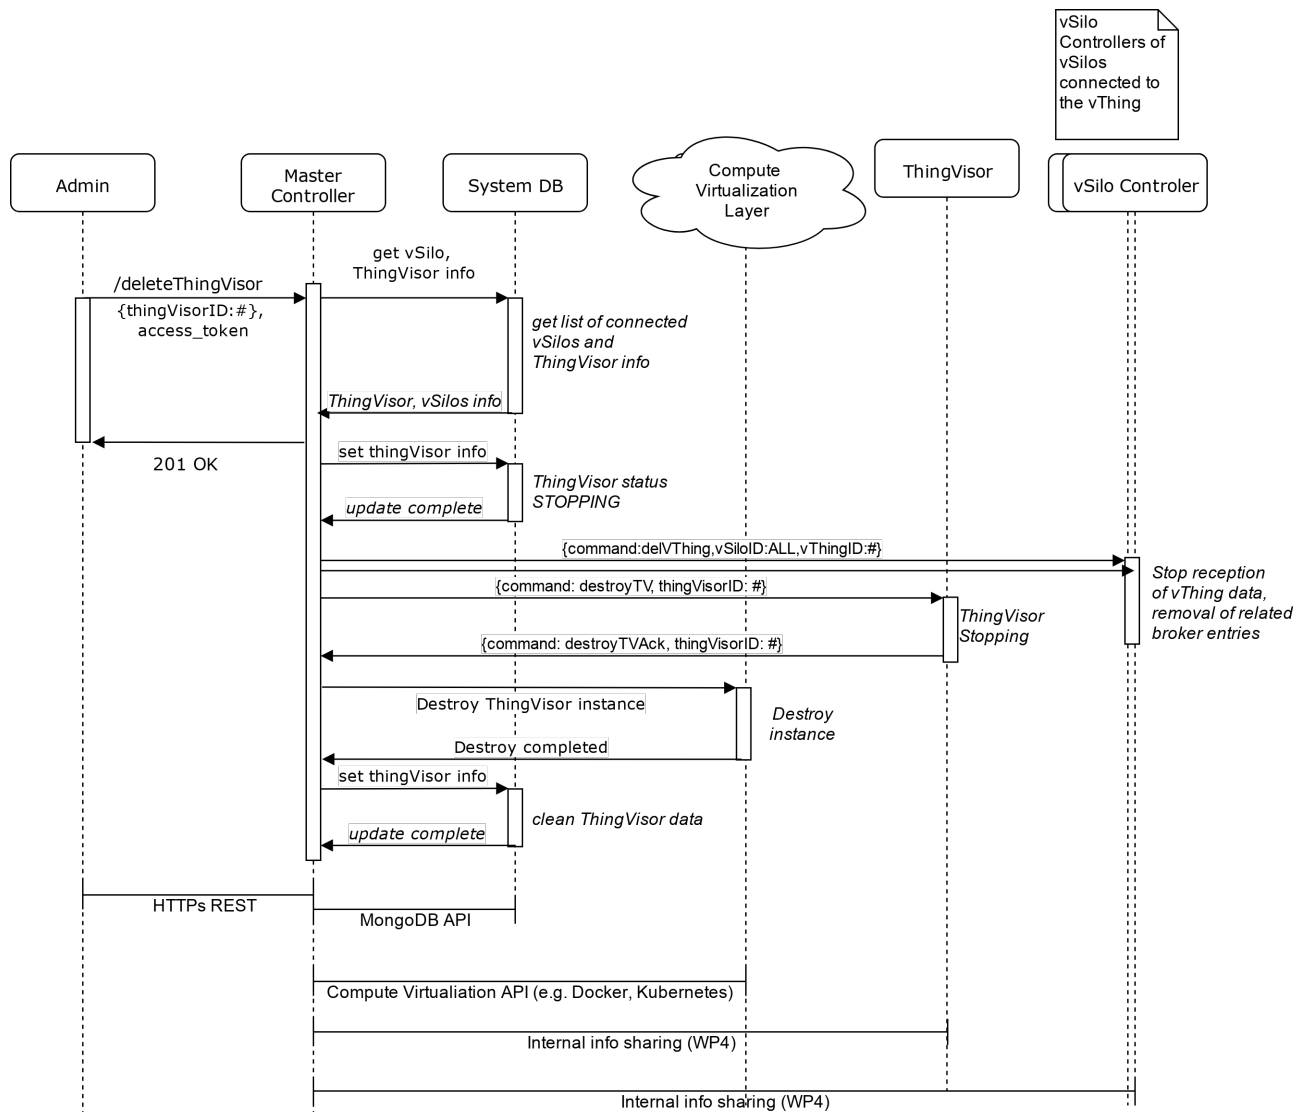 vSilo
Controllers of
vSilos
connected to
the vThing
Admin
Master
Controller
System DB
Compute
Virtualization
Layer
ThingVisor
vSilo Controler
get vSilo,
ThingVisor info
/deleteThingVisor
{thingVisorID:#},
access_token
get list of connected
vSilos and
ThingVisor info
ThingVisor, vSilos info
201 OK
set thingVisor info
ThingVisor status
STOPPING
update complete
{command:delVThing,vSiloID:ALL,vThingID:#}
Stop reception
of vThing data,
removal of related
broker entries
{command: destroyTV, thingVisorID: #}
ThingVisor
Stopping
{command: destroyTVAck, thingVisorID: #}
Destroy ThingVisor instance
Destroy
instance
Destroy completed
set thingVisor info
clean ThingVisor data
update complete
HTTPs REST
MongoDB API
Compute Virtualiation API (e.g. Docker, Kubernetes)
Internal info sharing (WP4)
Internal info sharing (WP4)